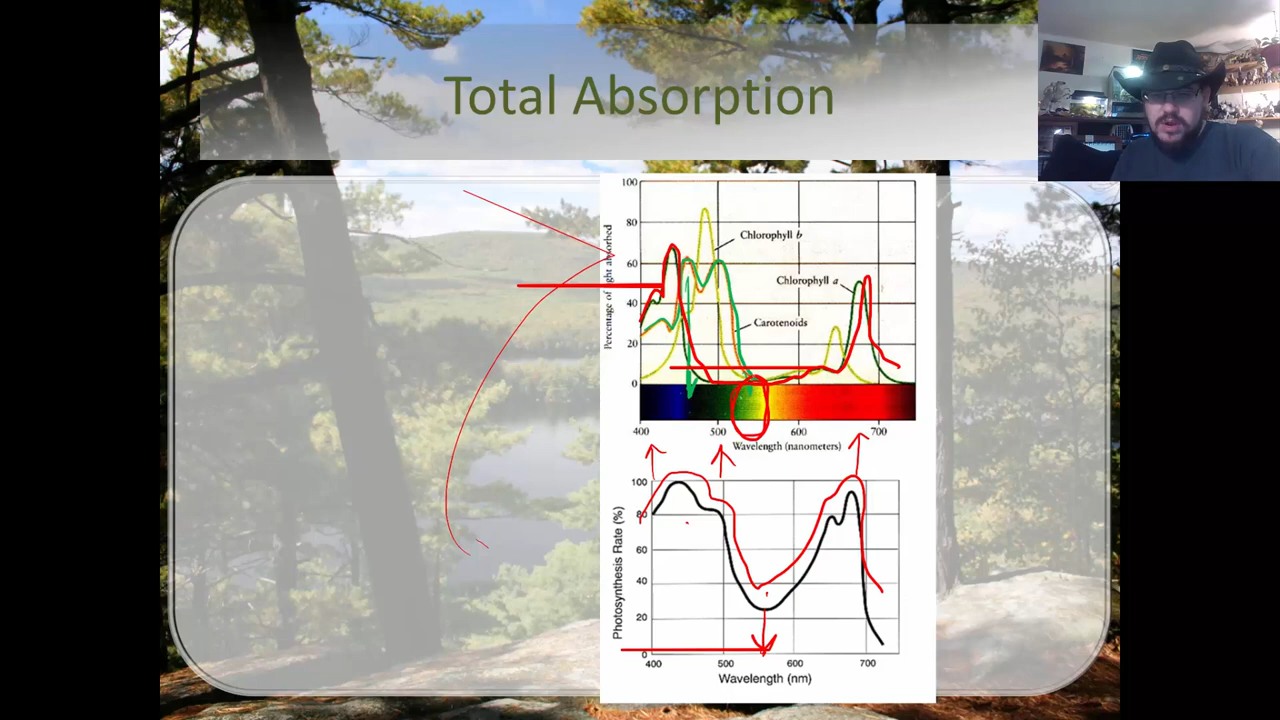 Total Absorption
100
80
60
40
20
0
Percentage of light absorbed
Chlorophyll b
Chlorophyll a
Carotenoids
400 500 600 700
Wavelength (nanometers)
100
80
60
40
20
0
Photosynthesis Rate (%)
400 500 600 700
Wavelength (nm)